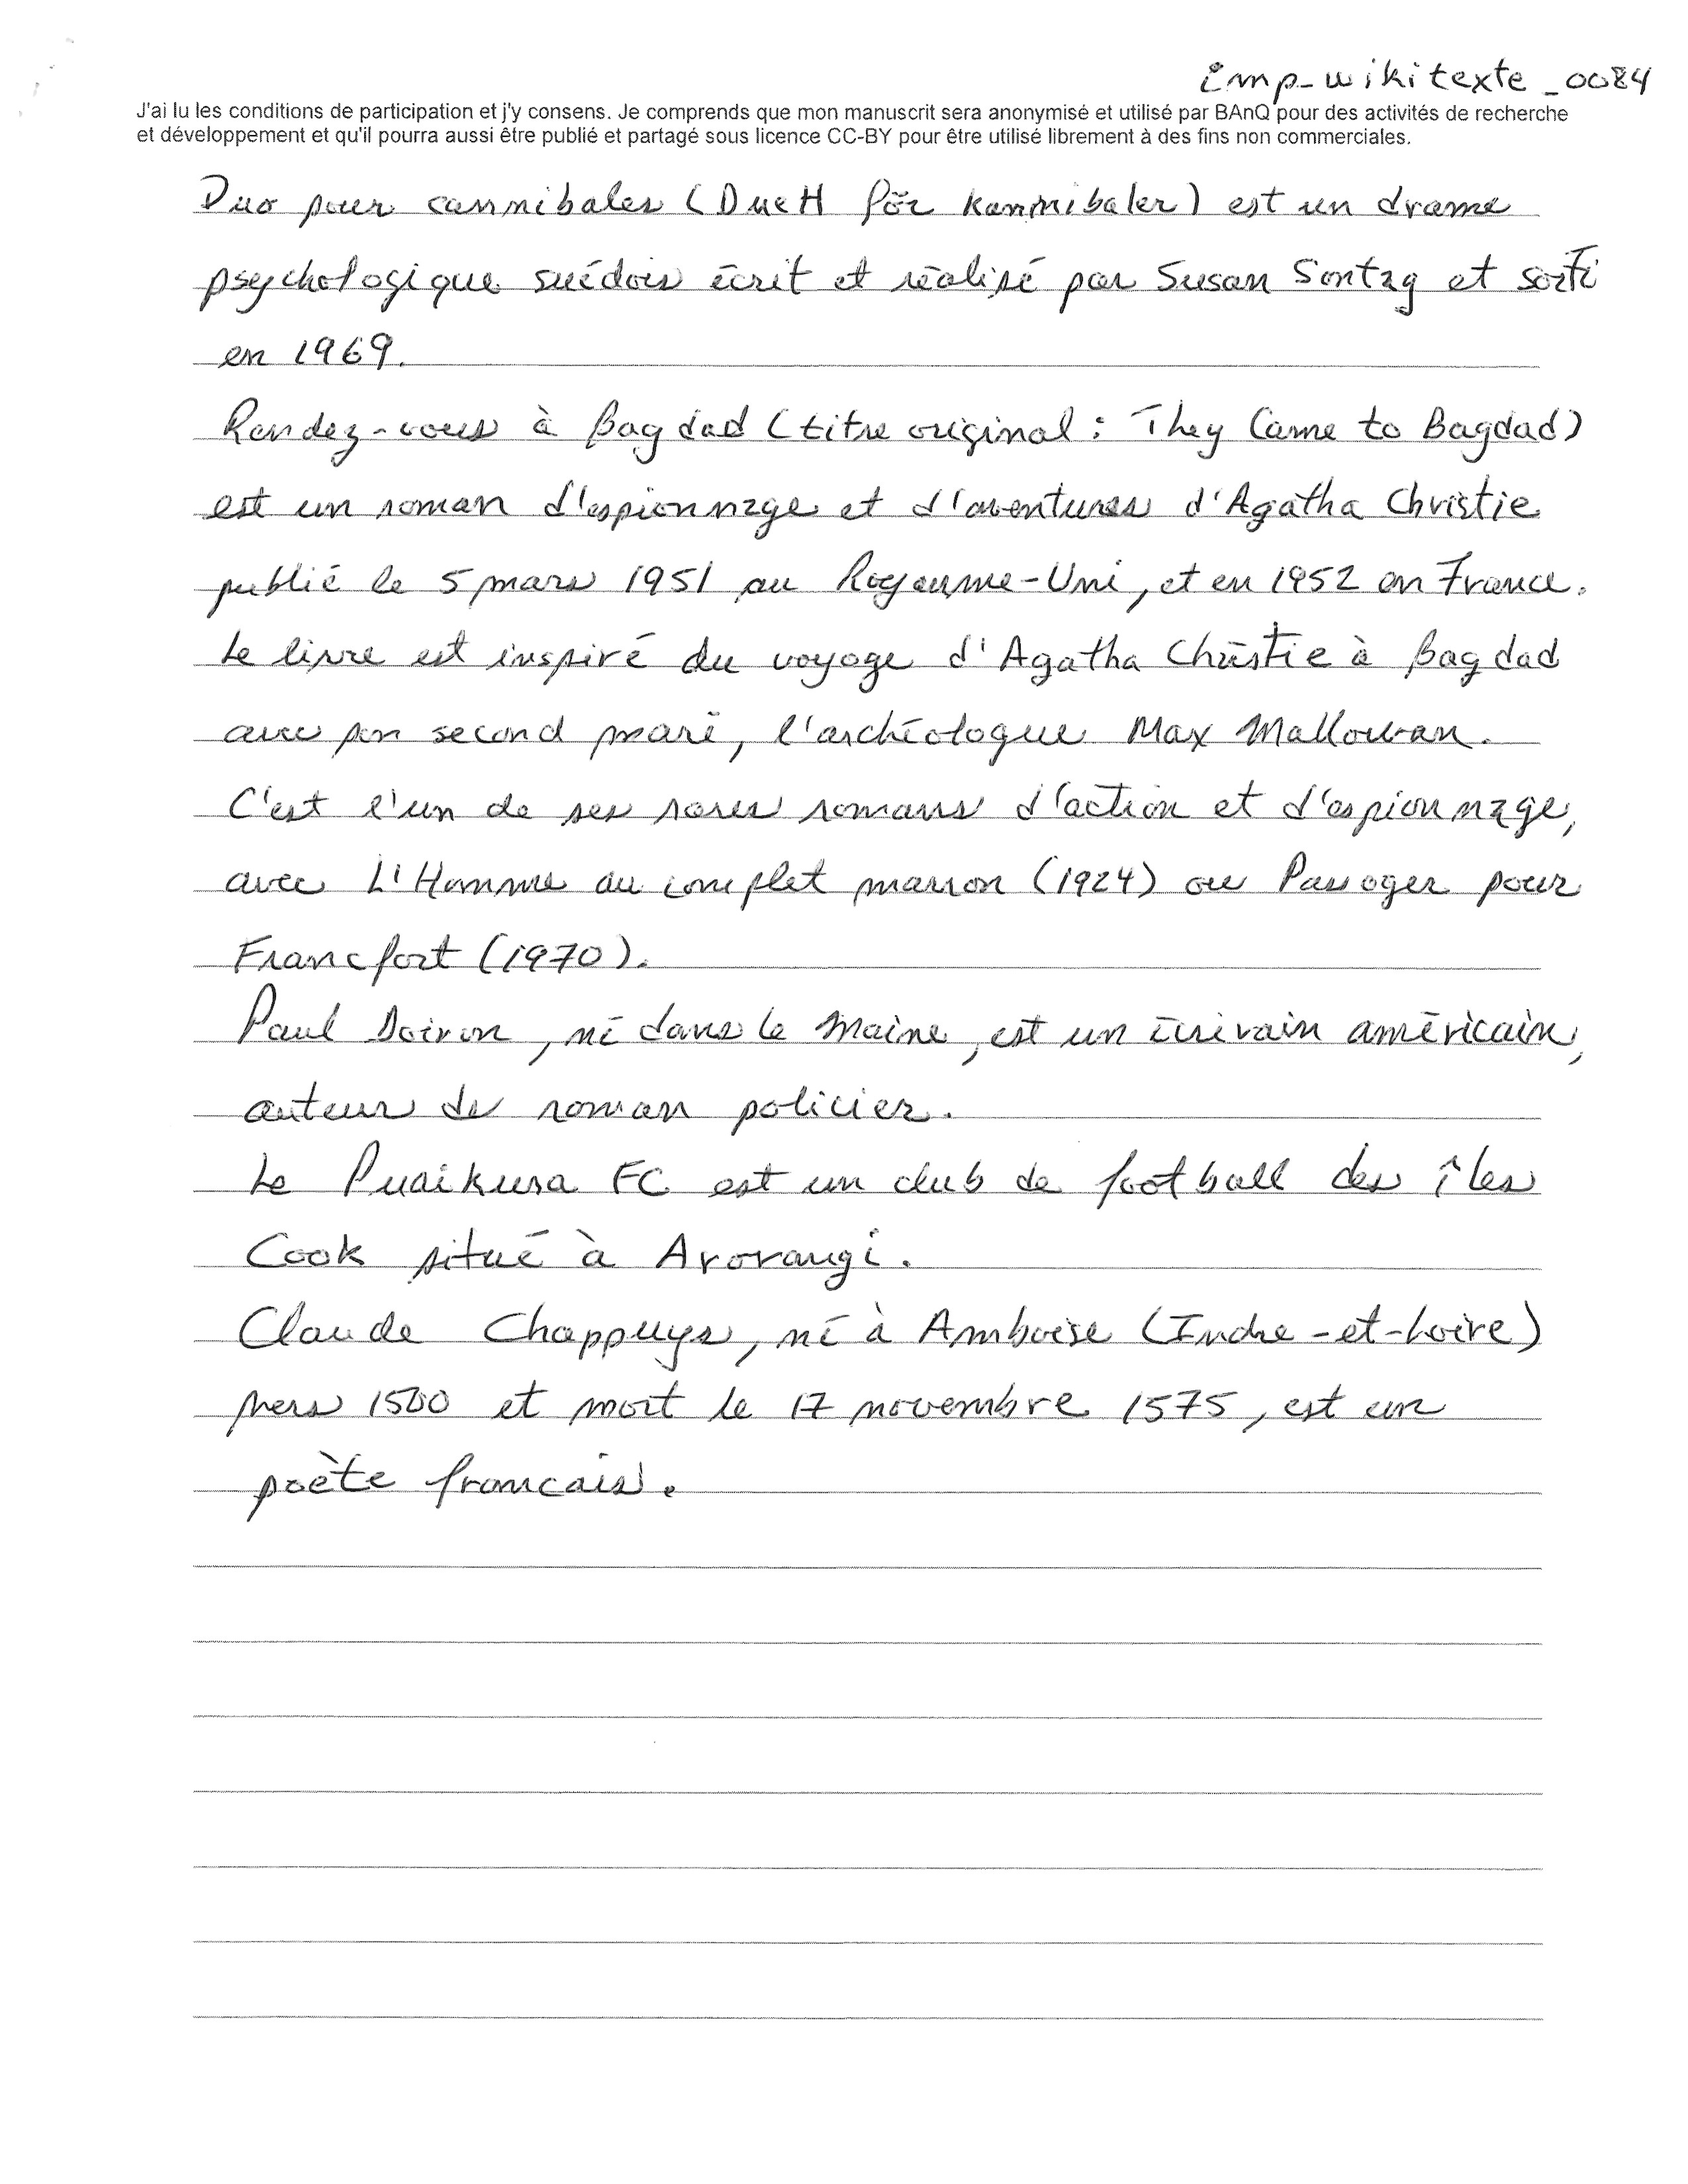 imp_wikitexte_0084
J'ai lu les conditions de participation et j'y consens. Je comprends que mon manuscrit sera anonymisé et utilisé par BAnQ pour des activités de recherche
et développement et qu'il pourra aussi être publié et partagé sous licence CC-BY pour être utilisé librement à des fins non commerciales.
Duo pour cannibales (Duett för kannibaler) est un drame
psychologique suédois écrit et réalisé par Susan Sontag et sorti
en 1969.
Rendez-vous à Bagdad (titre original : They Came to Bagdad)
est un roman d'espionnage et d'aventures d'Agatha Christie
publié le 5 mars 1951 au Royaume-Uni, et en 1952 en France.
Le livre est inspiré du voyage d'Agatha Christie à Bagdad
avec son second mari, l'archéologue Max Mallowan.
C'est l'un de ses rares romans d'action et d'espionnage,
avec L'Homme au complet marron (1924) ou Passager pour
Francfort (1970).
Paul Doiron, né dans le Maine, est un écrivain américain,
auteur de roman policier.
Le Puaikura FC est un club de football des îles
Cook situé à Arorangi.
Claude Chappuys, né à Amboise (Indre-et-Loire)
vers 1500 et mort le 17 novembre 1575, est un
poète francais.